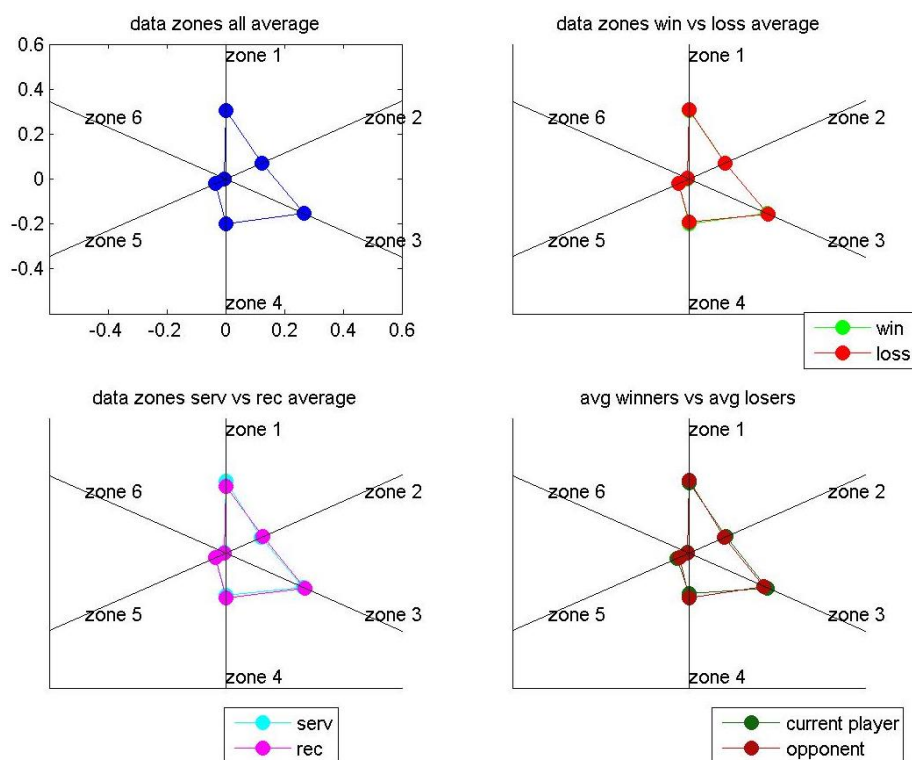 data zones all average
0.6
0.4
0.2
0
-0.2
-0.4
-0.4
-0.2
0
0.2
0.4
0.6
zone 1
zone 2
zone 3
zone 4
zone 5
zone 6
data zones win vs loss average
zone 1
zone 2
zone 3
zone 4
zone 5
zone 6
win
loss
data zones serv vs rec average
zone 1
zone 2
zone 3
zone 4
zone 5
zone 6
serv
rec
avg winners vs avg losers
zone 1
zone 2
zone 3
zone 4
zone 5
zone 6
current player
opponent